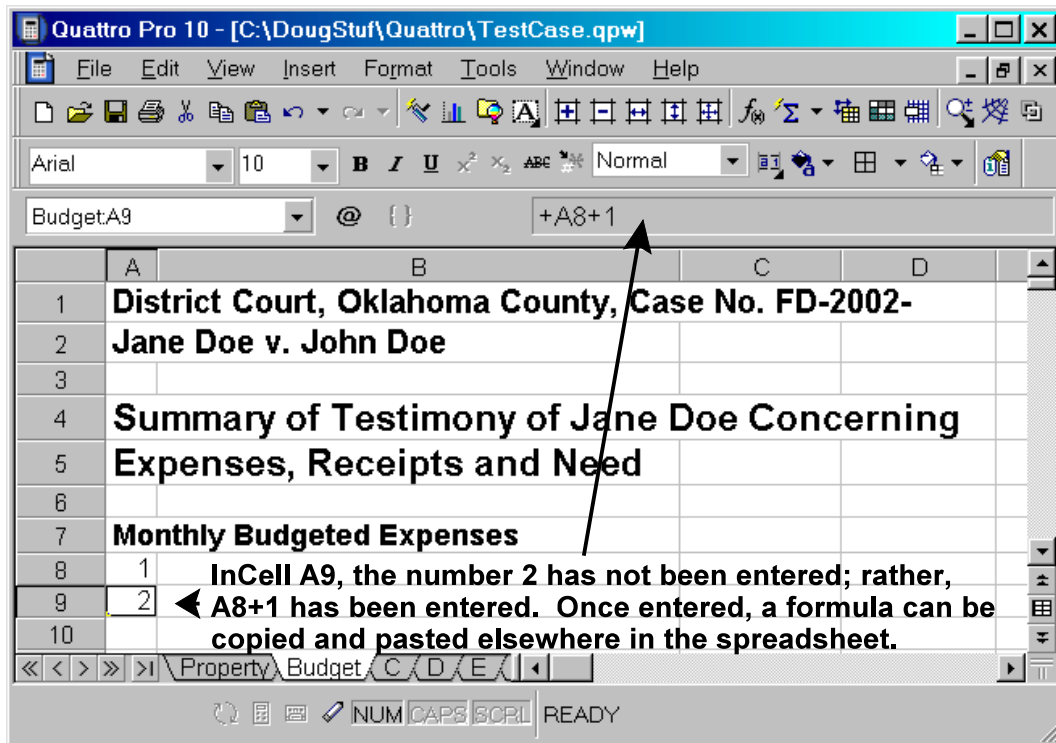 Quattro Pro 10 - [C:\DougStuf\Quattro\TestCase.qpw]
File Edit View Insert Format Tools Window Help
Arial 10 B I U x² x₂ ABC Normal
Budget:A9 @ { } +A8+1
A B C D
1 District Court, Oklahoma County, Case No. FD-2002-
2 Jane Doe v. John Doe
3
4 Summary of Testimony of Jane Doe Concerning
5 Expenses, Receipts and Need
6
7 Monthly Budgeted Expenses
8 1
InCell A9, the number 2 has not been entered; rather,
9 2 A8+1 has been entered. Once entered, a formula can be
10 copied and pasted elsewhere in the spreadsheet.
Property Budget C D E
NUM CAPS SCRL READY